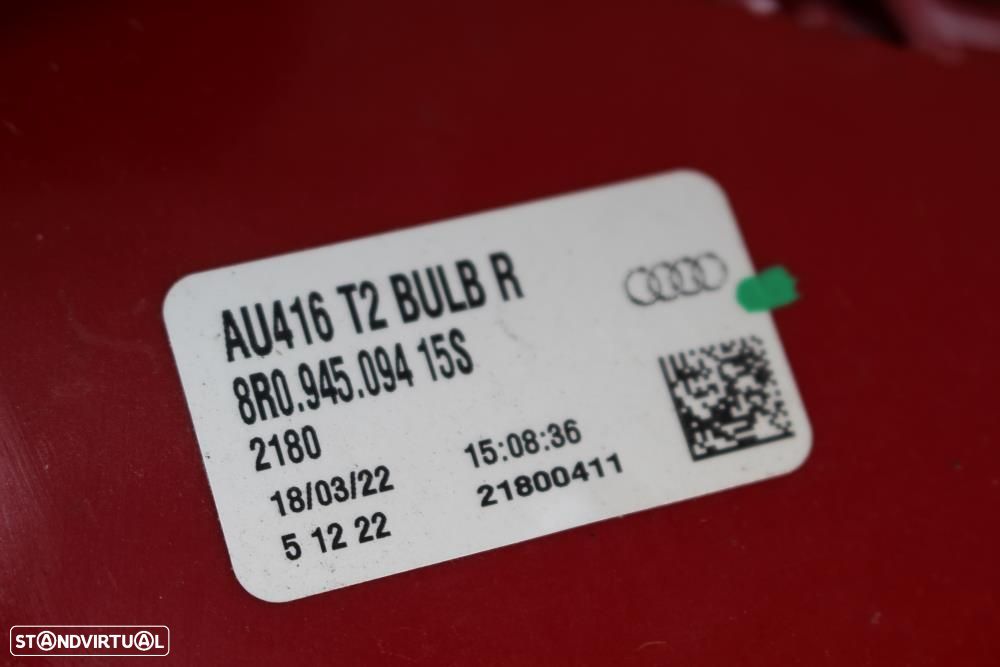 AU416 T2 BULB R
8R0.945.094 15S
2180
18/03/22 15:08:36
5 12 22 21800411
STANDVIRTUAL